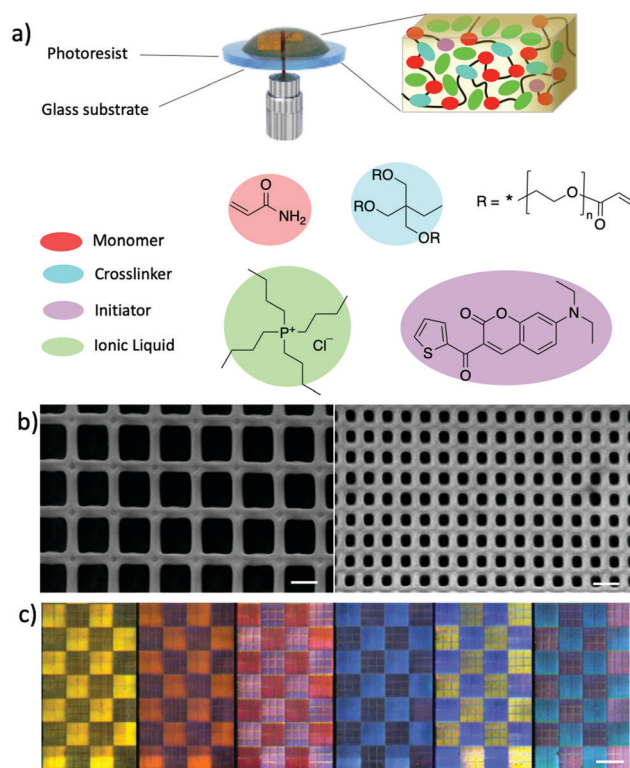 a)
Photoresist
Glass substrate
Monomer
Crosslinker
Initiator
Ionic Liquid
O
NH2
RO
RO
OR
R = *
O
n
O
P+
Cl−
S
O
O
O
N
b)
c)